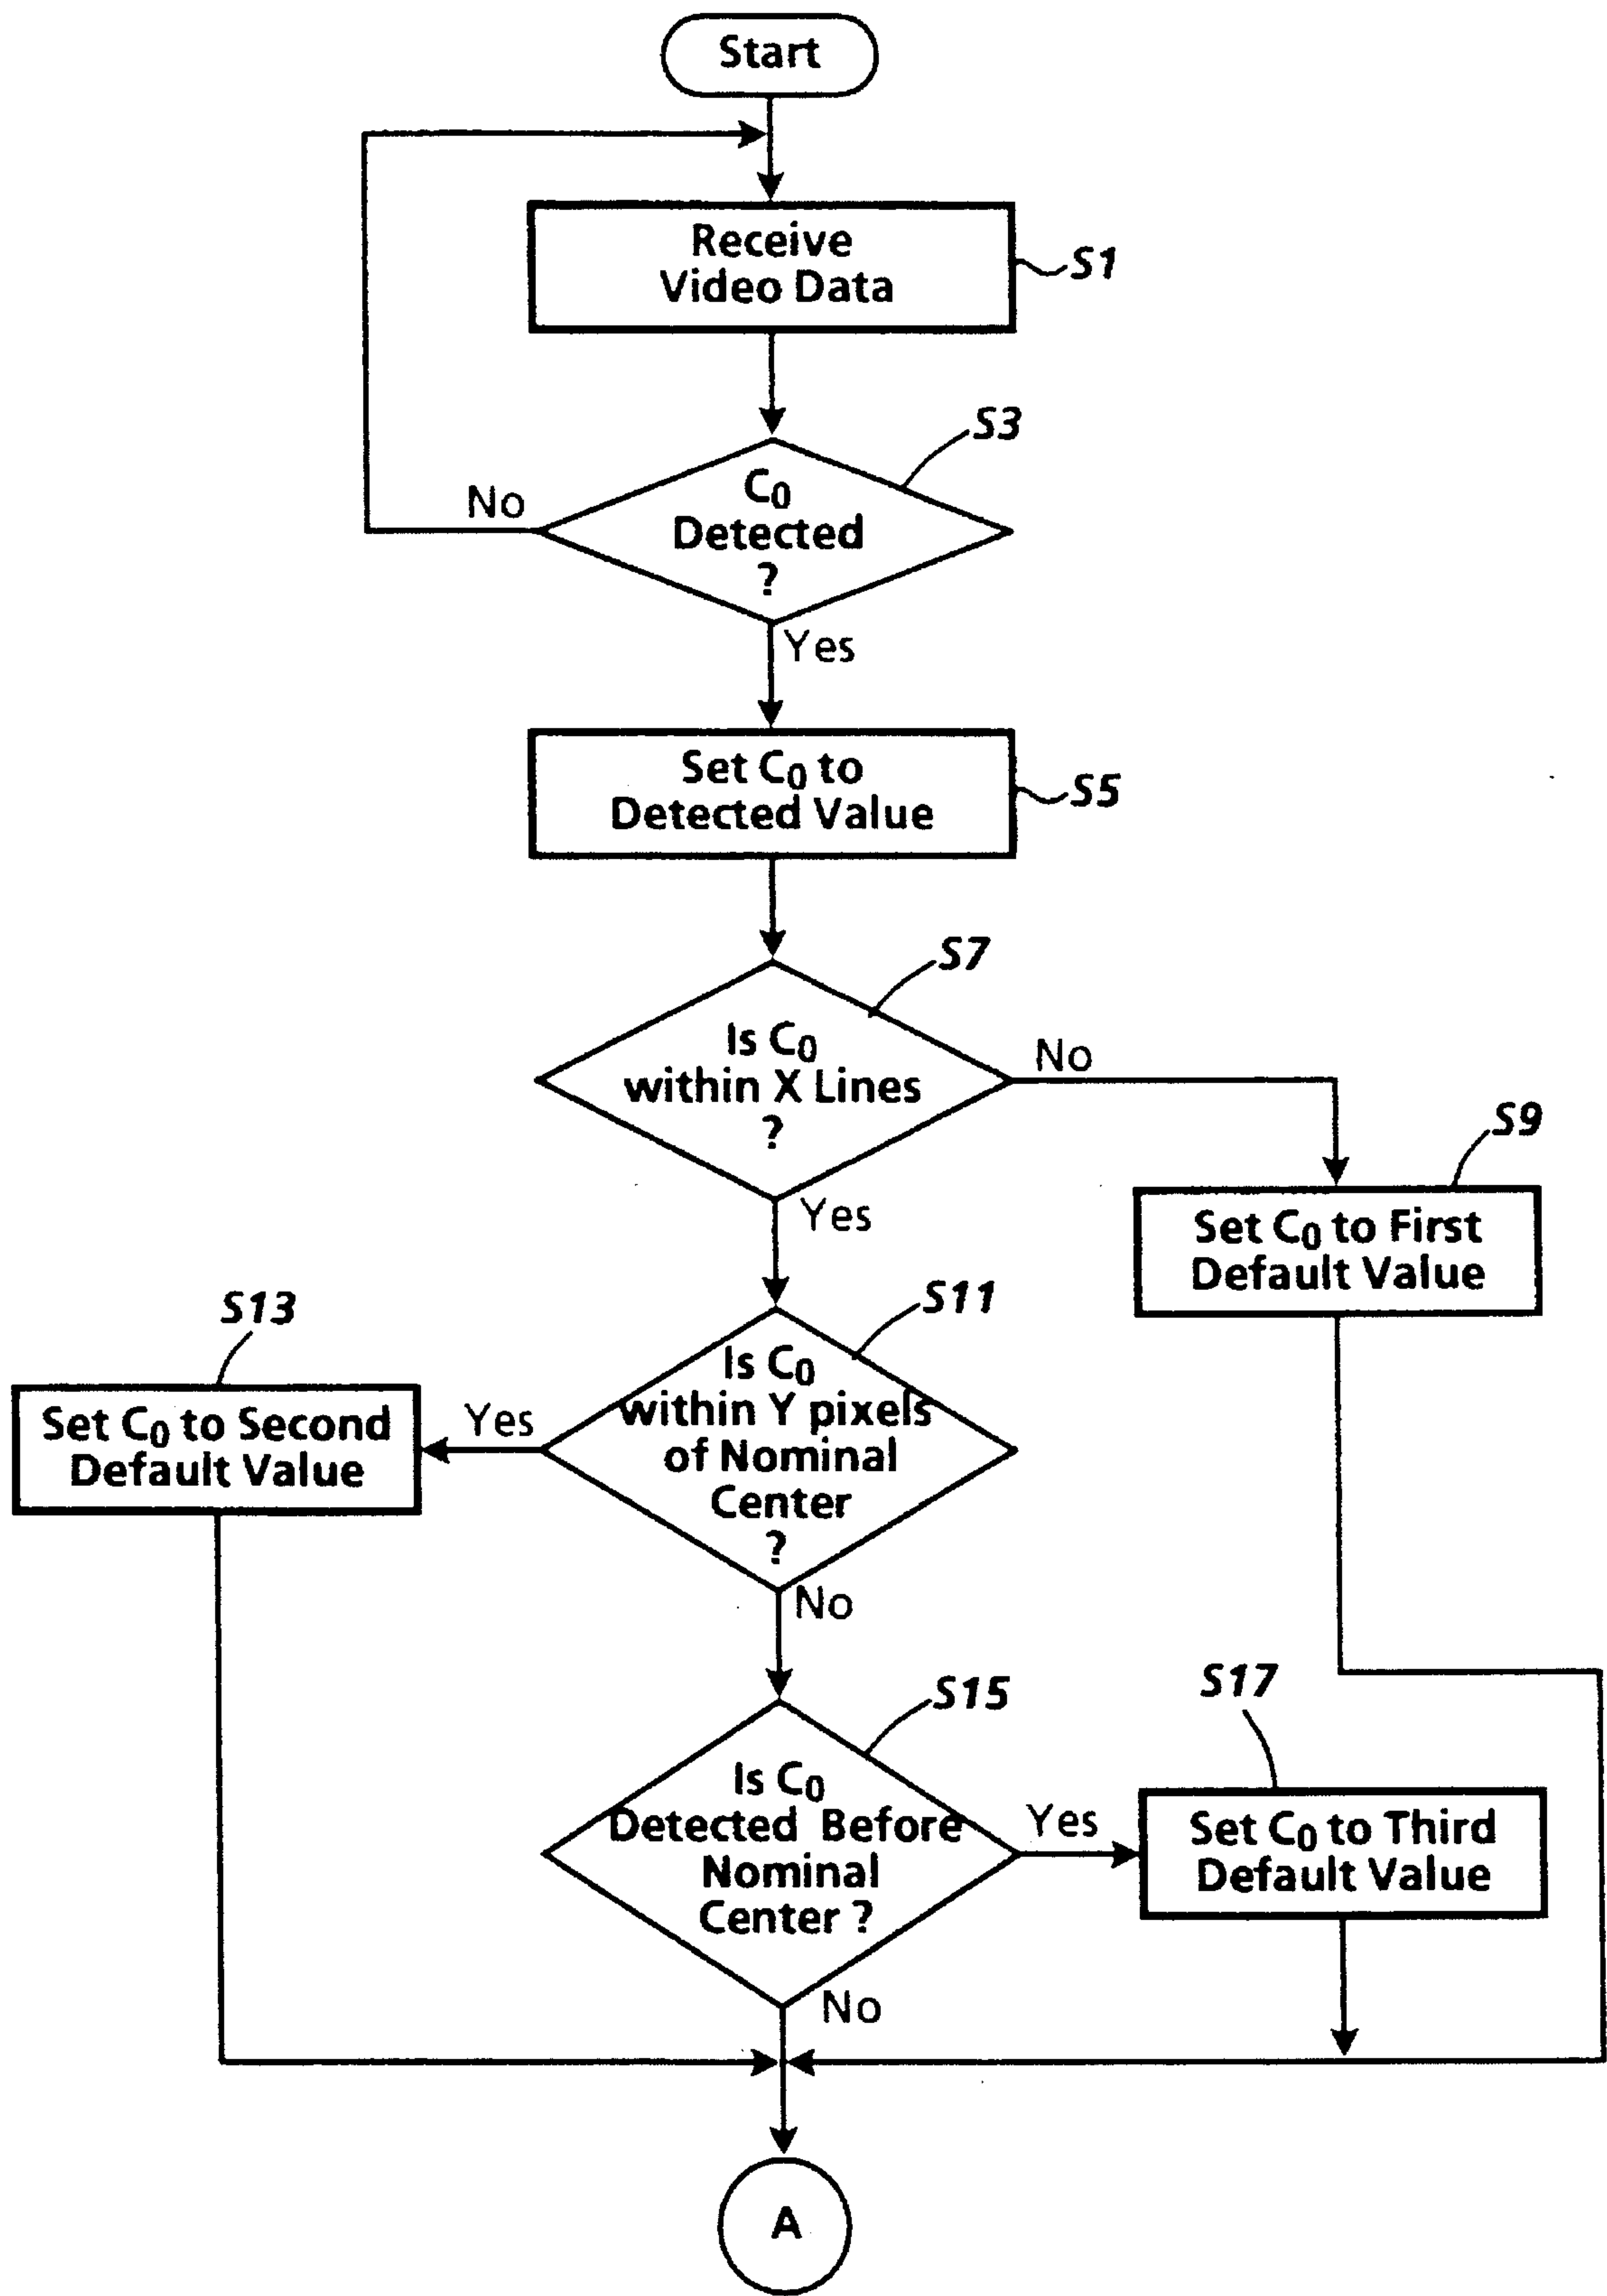 Start
Receive
Video Data
S1
S3
C0
Detected
?
No
Yes
Set C0 to
Detected Value
S5
S7
Is C0
within X Lines
?
No
Yes
S9
Set C0 to First
Default Value
S11
Is C0
within Y pixels
of Nominal
Center
?
Yes
No
S13
Set C0 to Second
Default Value
S15
Is C0
Detected Before
Nominal
Center ?
Yes
No
S17
Set C0 to Third
Default Value
A